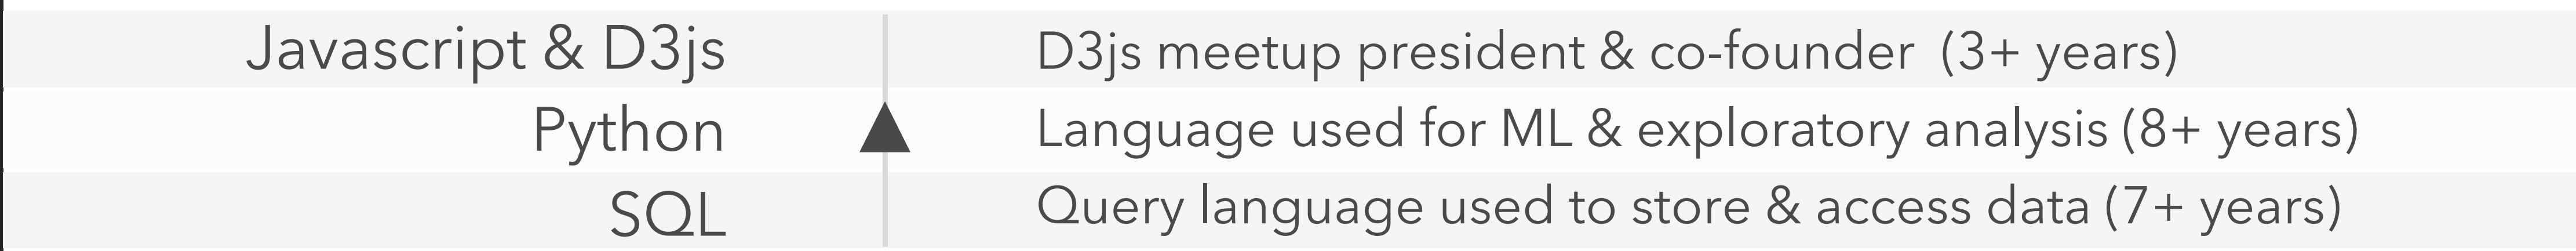 Javascript & D3js D3js meetup president & co-founder (3+ years)
Python Language used for ML & exploratory analysis (8+ years)
SQL Query language used to store & access data (7+ years)